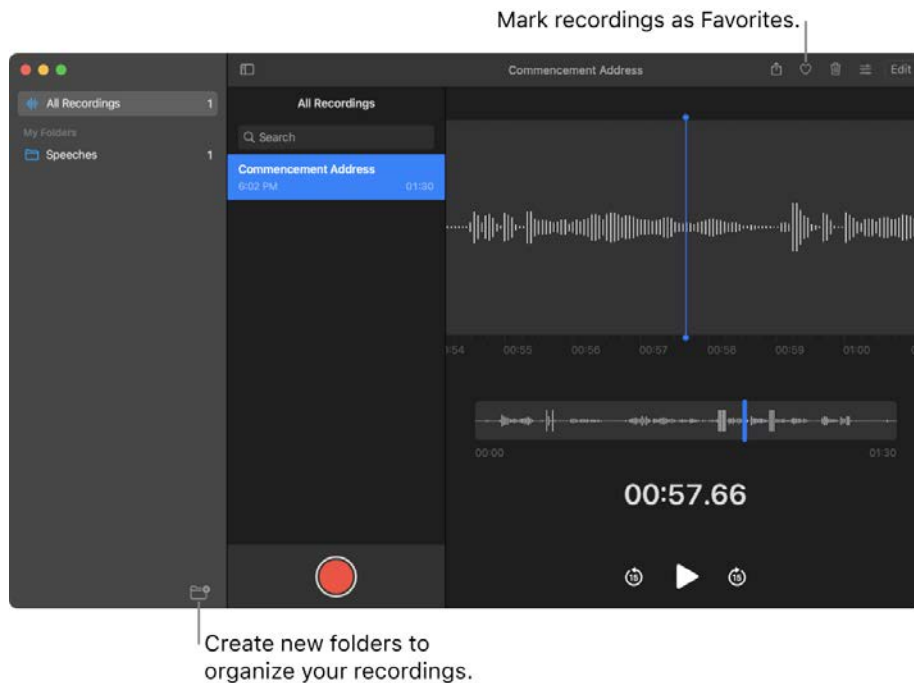 Mark recordings as Favorites.
Commencement Address
Edit
All Recordings 1
All Recordings
My Folders
Search
Speeches 1
Commencement Address
6:02 PM 01:30
00:55 00:56 00:57 00:58 00:59 01:00
00:00 01:30
00:57.66
15 15
Create new folders to
organize your recordings.